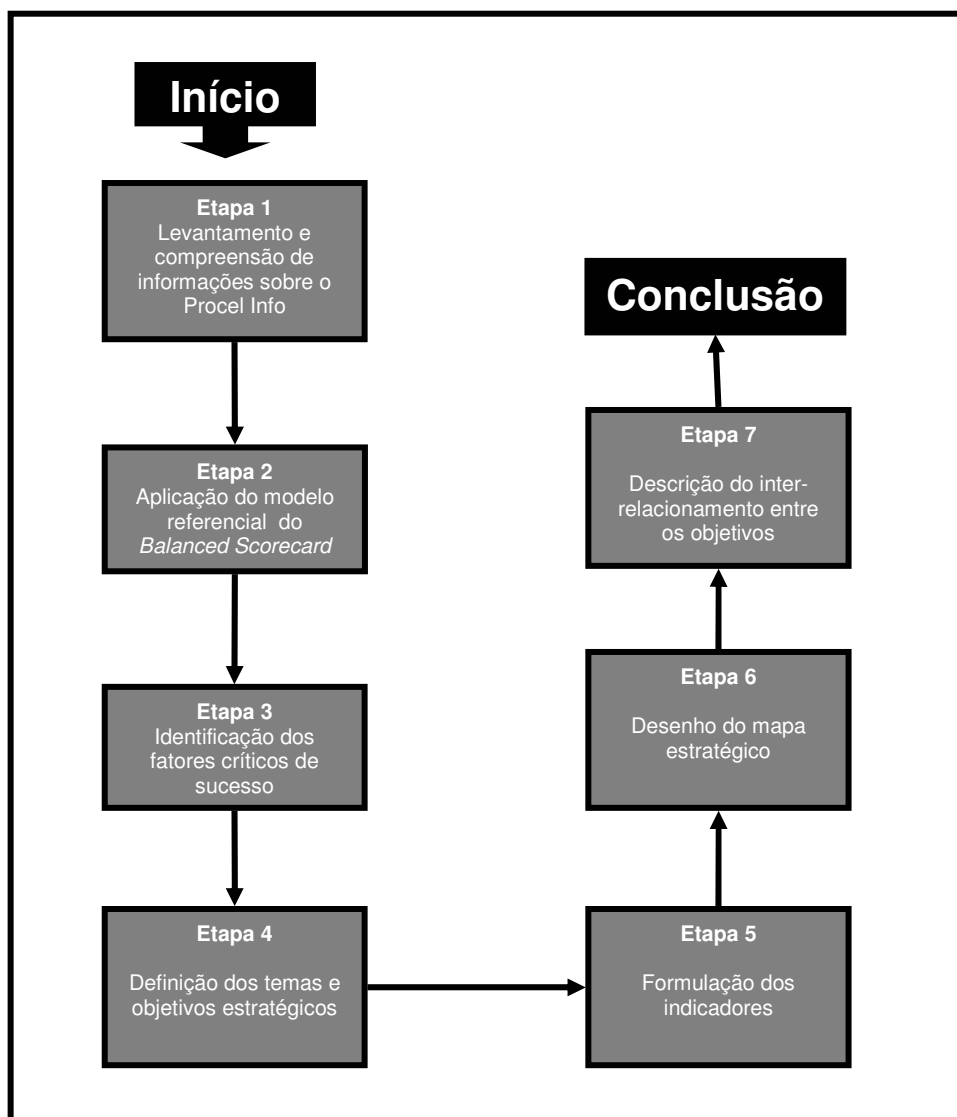 Início
Etapa 1
Levantamento e
compreensão de
informações sobre o
Procel Info
Etapa 2
Aplicação do modelo
referencial do
Balanced Scorecard
Etapa 3
Identificação dos
fatores críticos de
sucesso
Etapa 4
Definição dos temas e
objetivos estratégicos
Etapa 5
Formulação dos
indicadores
Etapa 6
Desenho do mapa
estratégico
Etapa 7
Descrição do inter-
relacionamento entre
os objetivos
Conclusão